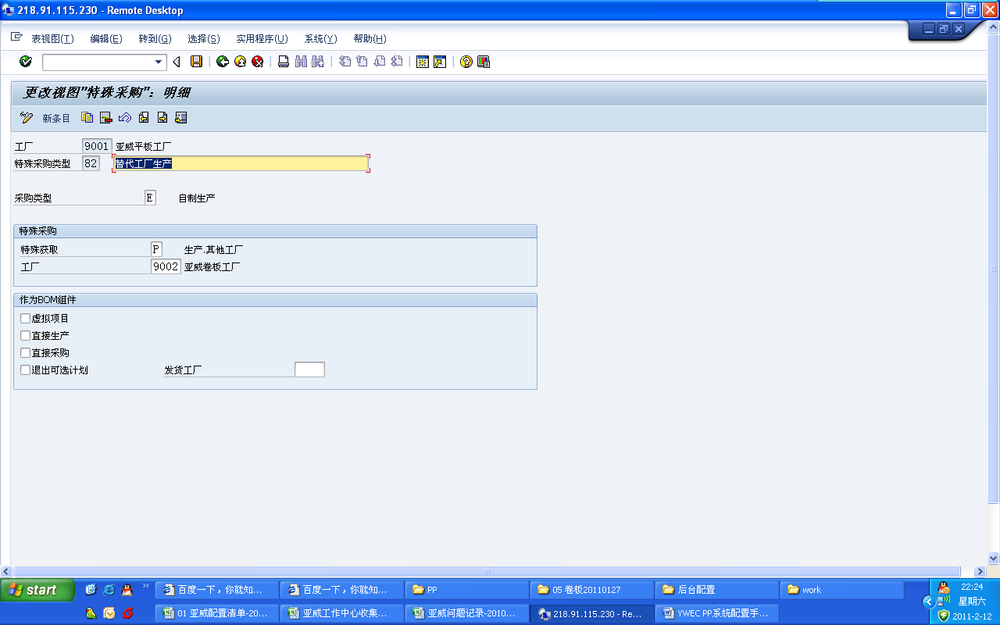 218.91.115.230 - Remote Desktop
表视图(T) 编辑(E) 转到(G) 选择(S) 实用程序(U) 系统(Y) 帮助(H)
更改视图"特殊采购": 明细
新条目
工厂 9001 亚威平板工厂
特殊采购类型 82 替代工厂生产
采购类型 E 自制生产
特殊采购
特殊获取 P 生产.其他工厂
工厂 9002 亚威卷板工厂
作为BOM组件
虚拟项目
直接生产
直接采购
退出可选计划 发货工厂
start 百度一下，你就知... 百度一下，你就知... PP 05 卷板20110127 后台配置 work 22:24
星期六
01 亚威配置清单-20... 亚威工作中心收集... 亚威问题记录-2010... 218.91.115.230 - Re... YWEC PP系统配置手... 2011-2-12